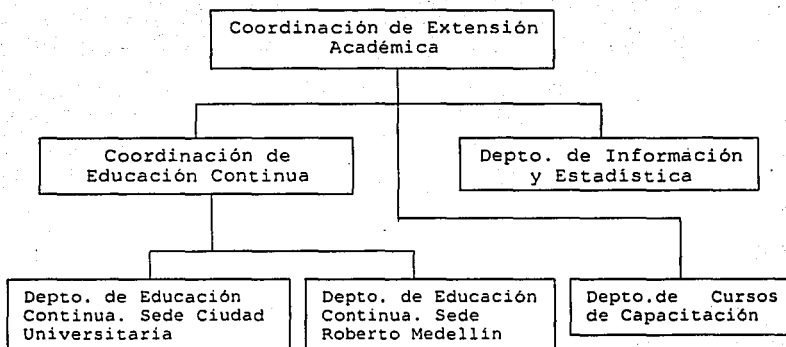 Coordinación de Extensión
Académica
Coordinación de
Educación Continua
Depto. de Información
y Estadística
Depto. de Educación
Continua. Sede Ciudad
Universitaria
Depto. de Educación
Continua. Sede
Roberto Medellín
Depto.de Cursos
de Capacitación